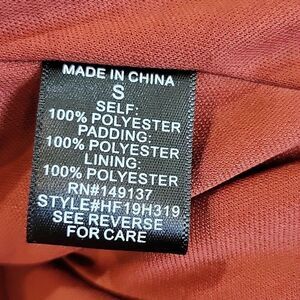 MADE IN CHINA
S
SELF:
100% POLYESTER
PADDING:
100% POLYESTER
LINING:
100% POLYESTER
RN#149137
STYLE#HF19H319
SEE REVERSE
FOR CARE